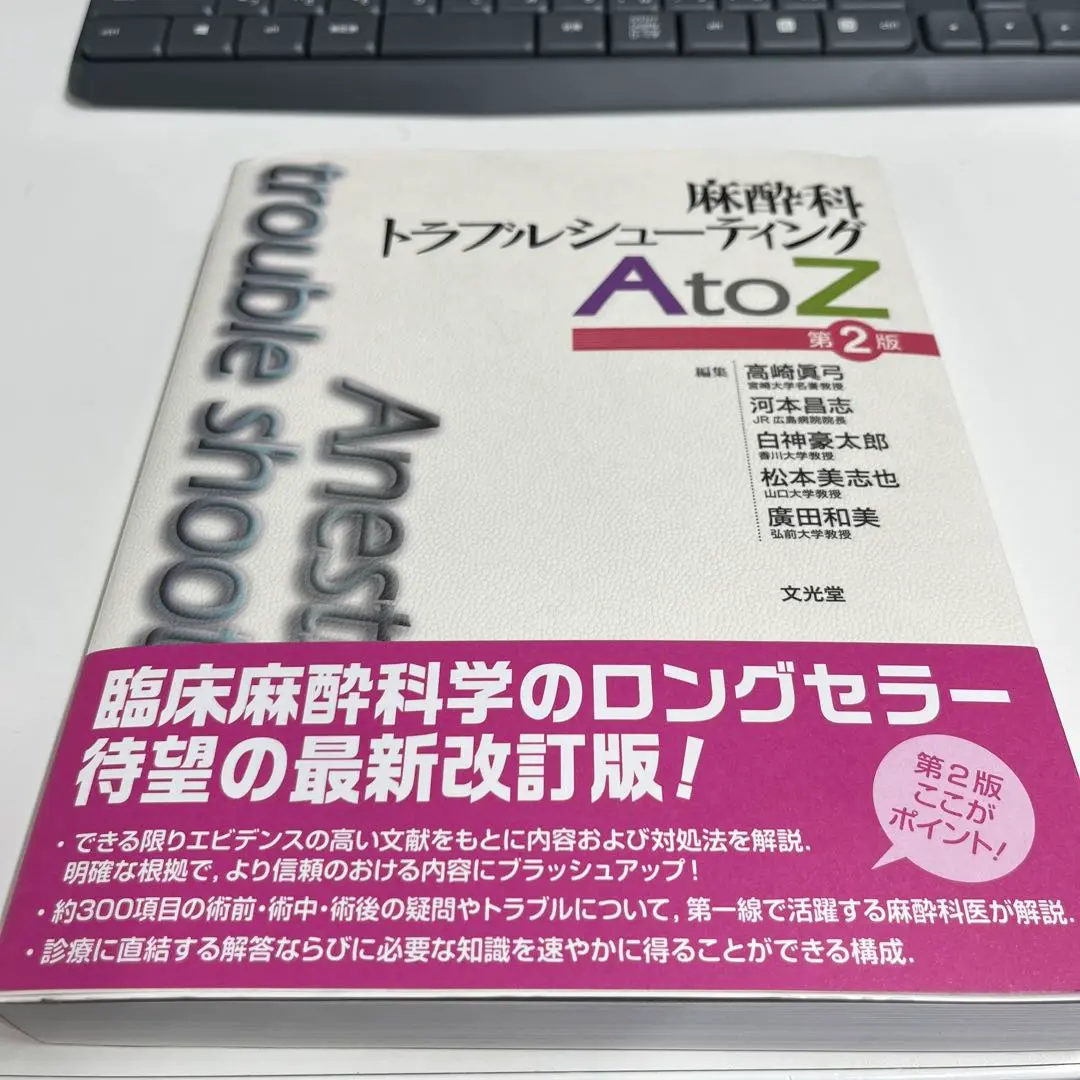 麻酔科
トラブルシューティング
AtoZ
第2版
編集
高崎眞弓
宮崎大学名誉教授
河本昌志
JR広島病院院長
白神豪太郎
香川大学教授
松本美志也
山口大学教授
廣田和美
弘前大学教授
文光堂
trouble shoot
Anest
臨床麻酔科学のロングセラー
待望の最新改訂版!
第2版
ここが
ポイント!
・できる限りエビデンスの高い文献をもとに内容および対処法を解説.
明確な根拠で,より信頼のおける内容にブラッシュアップ!
・約300項目の術前・術中・術後の疑問やトラブルについて,第一線で活躍する麻酔科医が解説.
・診療に直結する解答ならびに必要な知識を速やかに得ることができる構成.